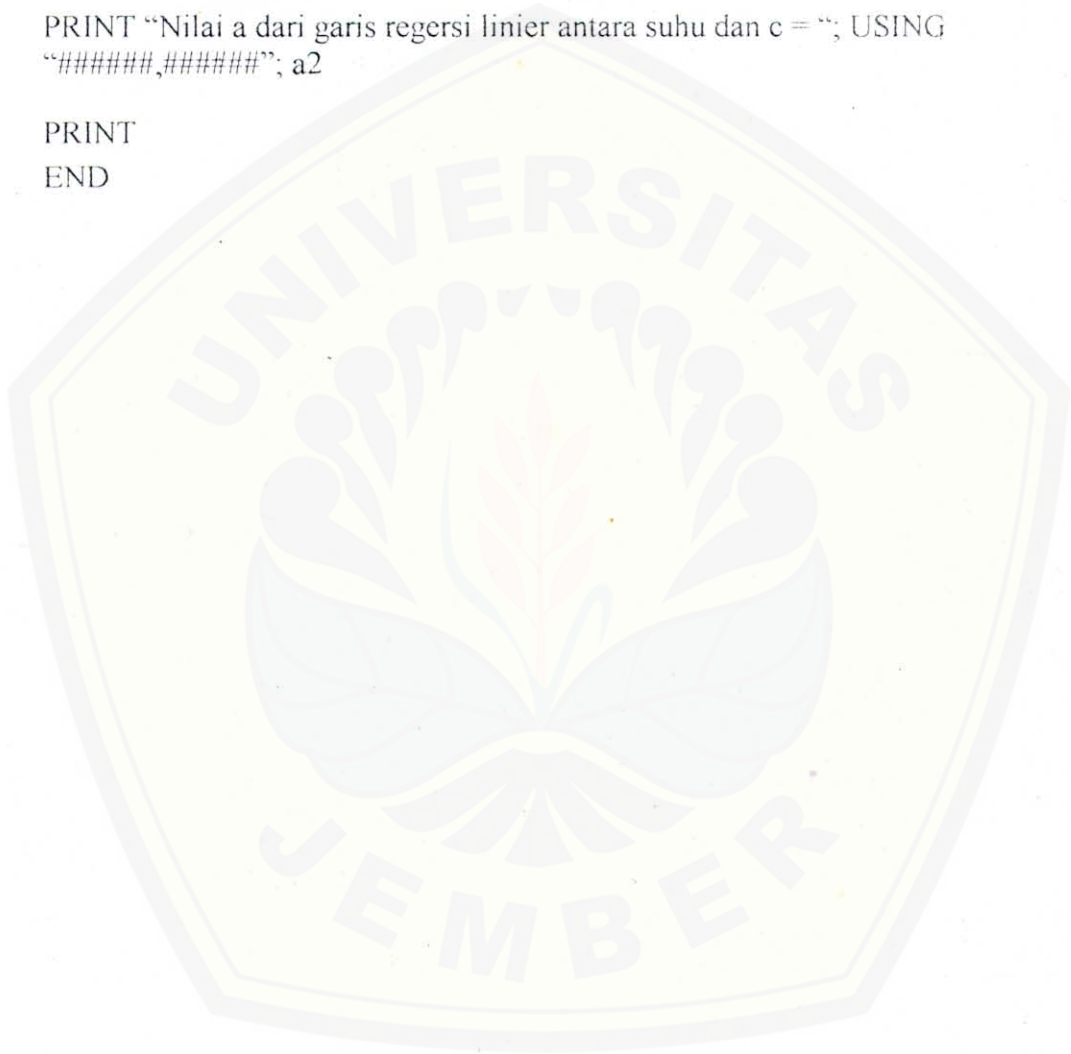 PRINT “Nilai a dari garis regersi linier antara suhu dan c = “; USING
“######,######”; a2
PRINT
END
UNIVERSITAS
JEMBER